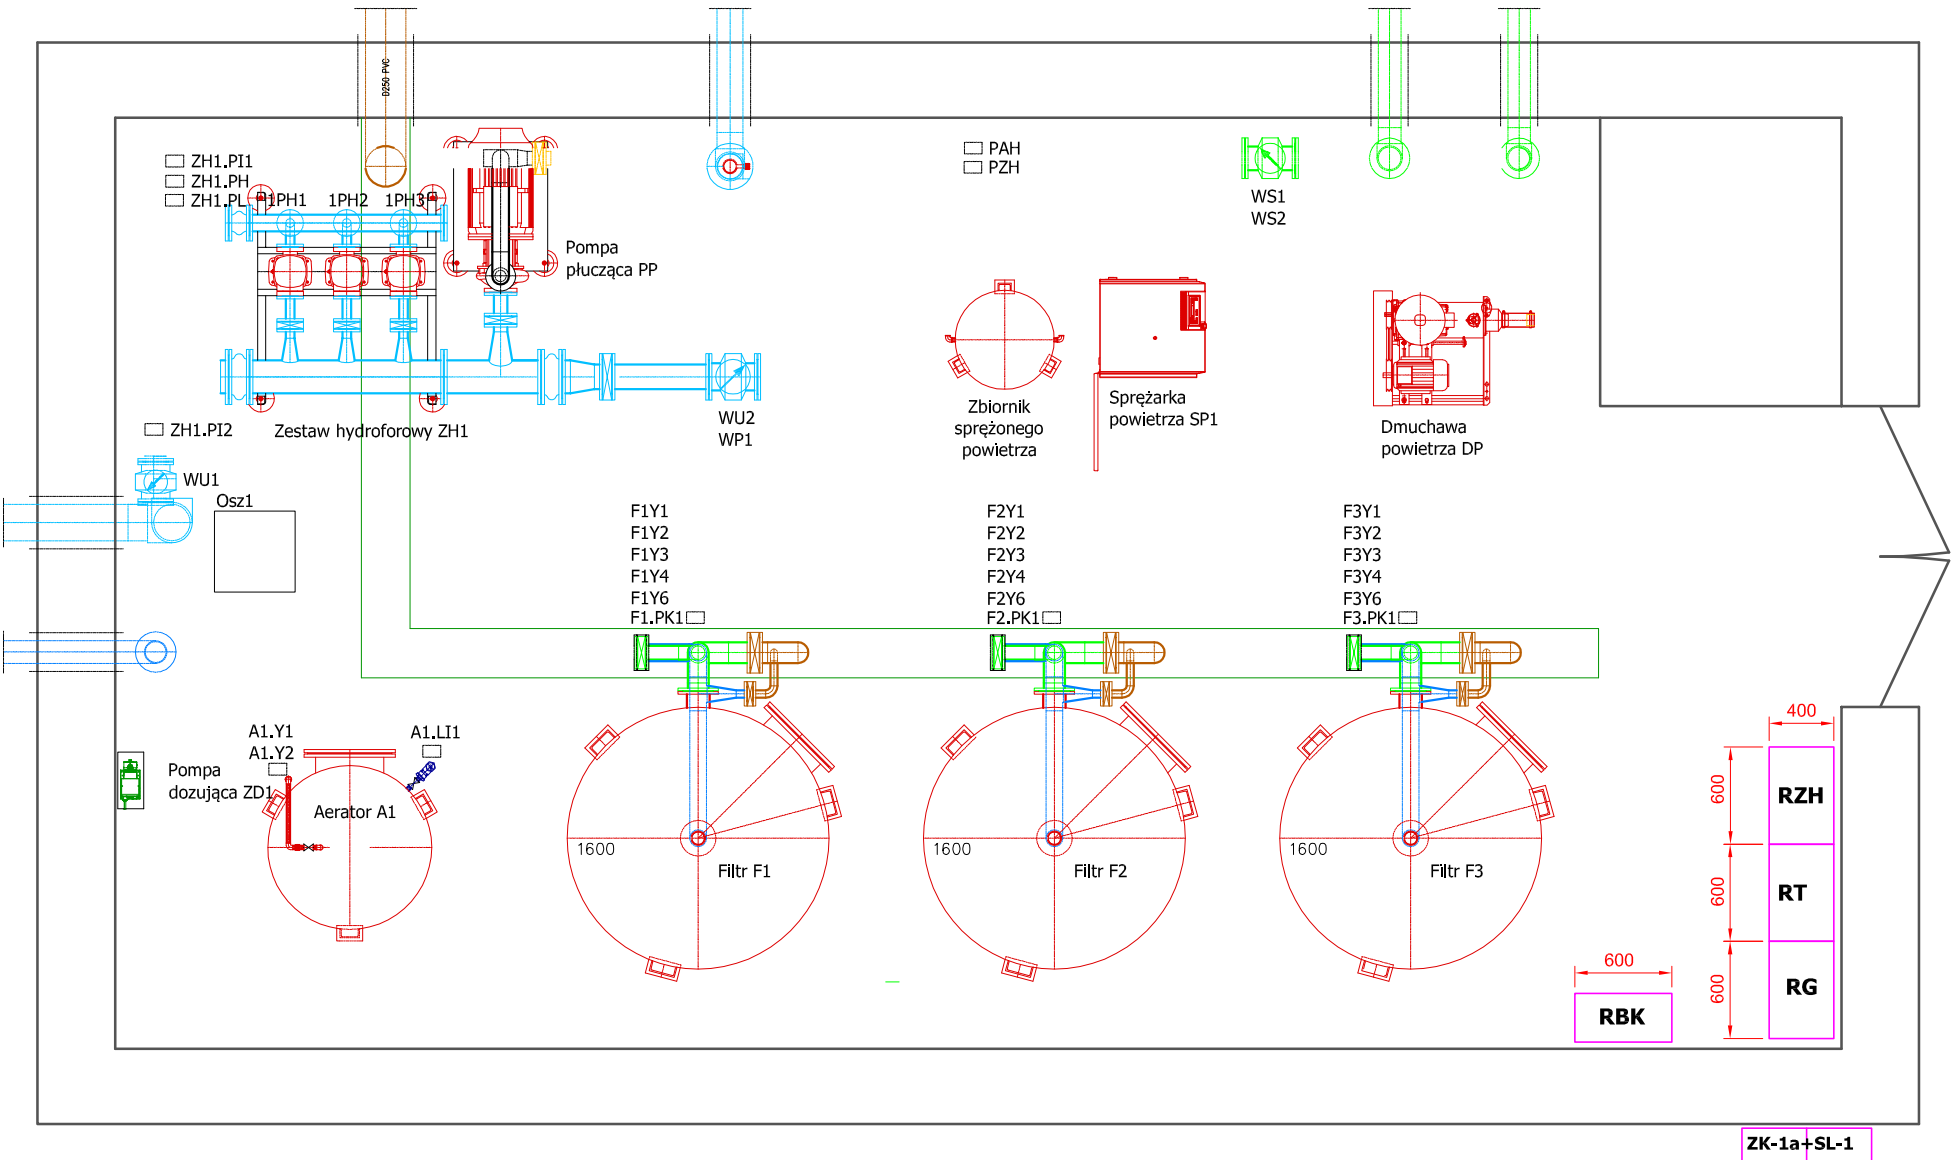 D250 PVC
ZH1.PI1
ZH1.PH
ZH1.PL
1PH1
1PH2
1PH3
Pompa
płucząca PP
PAH
PZH
WS1
WS2
WU2
WP1
Zbiornik
sprężonego
powietrza
Sprężarka
powietrza SP1
Dmuchawa
powietrza DP
ZH1.PI2
Zestaw hydroforowy ZH1
WU1
Osz1
F1Y1
F1Y2
F1Y3
F1Y4
F1Y6
F1.PK1
F2Y1
F2Y2
F2Y3
F2Y4
F2Y6
F2.PK1
F3Y1
F3Y2
F3Y3
F3Y4
F3Y6
F3.PK1
A1.Y1
A1.Y2
A1.LI1
Pompa
dozująca ZD1
Aerator A1
1600
Filtr F1
1600
Filtr F2
1600
Filtr F3
400
600
RZH
600
RT
600
RG
600
RBK
ZK-1a+SL-1